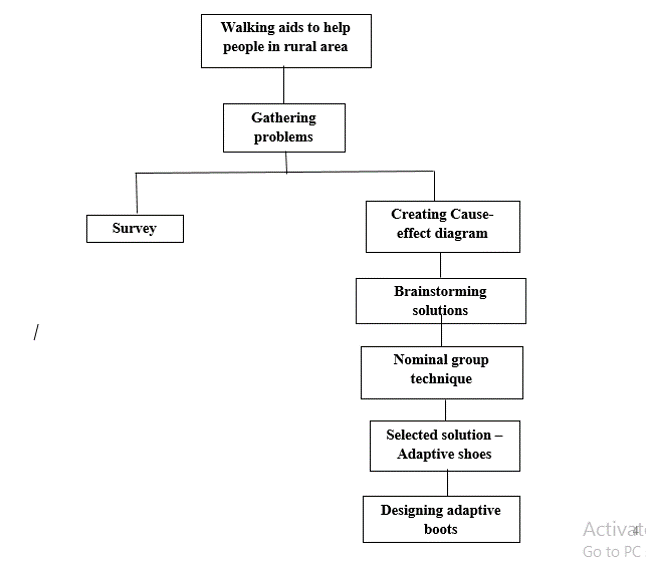 Walking aids to help
people in rural area
Gathering
problems
Survey
Creating Cause-
effect diagram
Brainstorming
solutions
/
Nominal group
technique
Selected solution –
Adaptive shoes
Designing adaptive
boots
Activate
4
Go to PC